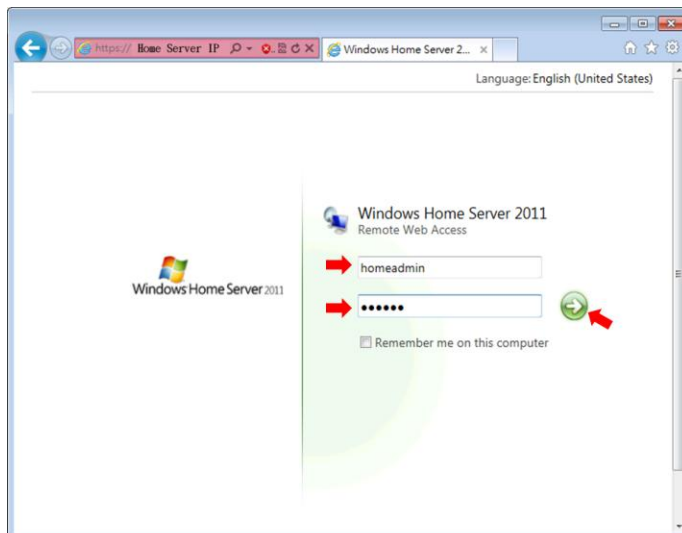 https:// Home Server IP
Windows Home Server 2...
Language: English (United States)
Windows Home Server 2011
Remote Web Access
homeadmin
Windows Home Server 2011
••••••
Remember me on this computer